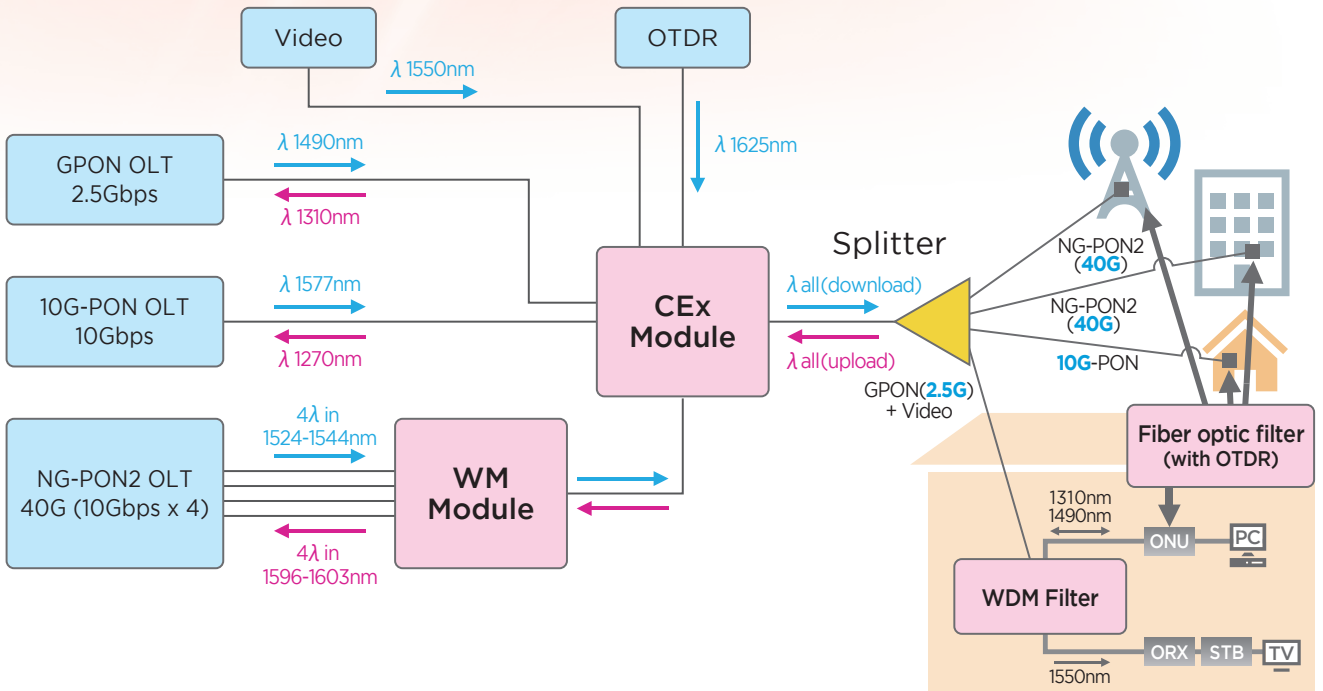 Video
OTDR
λ 1550nm
λ 1625nm
GPON OLT
2.5Gbps
λ 1490nm
λ 1310nm
10G-PON OLT
10Gbps
λ 1577nm
λ 1270nm
NG-PON2 OLT
40G (10Gbps x 4)
4λ in
1524-1544nm
4λ in
1596-1603nm
WM
Module
CEx
Module
λ all(download)
λ all(upload)
Splitter
NG-PON2
(40G)
NG-PON2
(40G)
10G-PON
GPON(2.5G)
+ Video
Fiber optic filter
(with OTDR)
1310nm
1490nm
ONU
PC
WDM Filter
1550nm
ORX
STB
TV